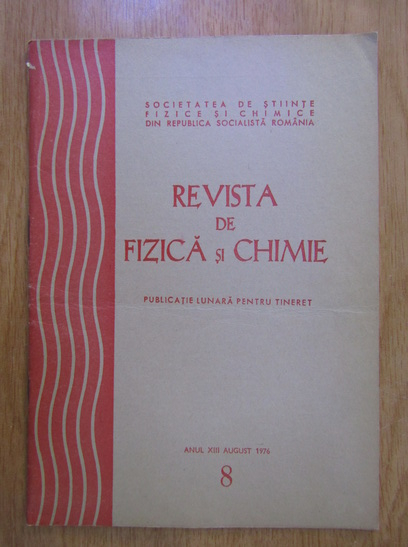 SOCIETATEA DE ȘTIINȚE
FIZICE ȘI CHIMICE
DIN REPUBLICA SOCIALISTĂ ROMÂNIA
REVISTA
DE
FIZICĂ și CHIMIE
PUBLICAȚIE LUNARĂ PENTRU TINERET
ANUL XIII AUGUST 1976
8